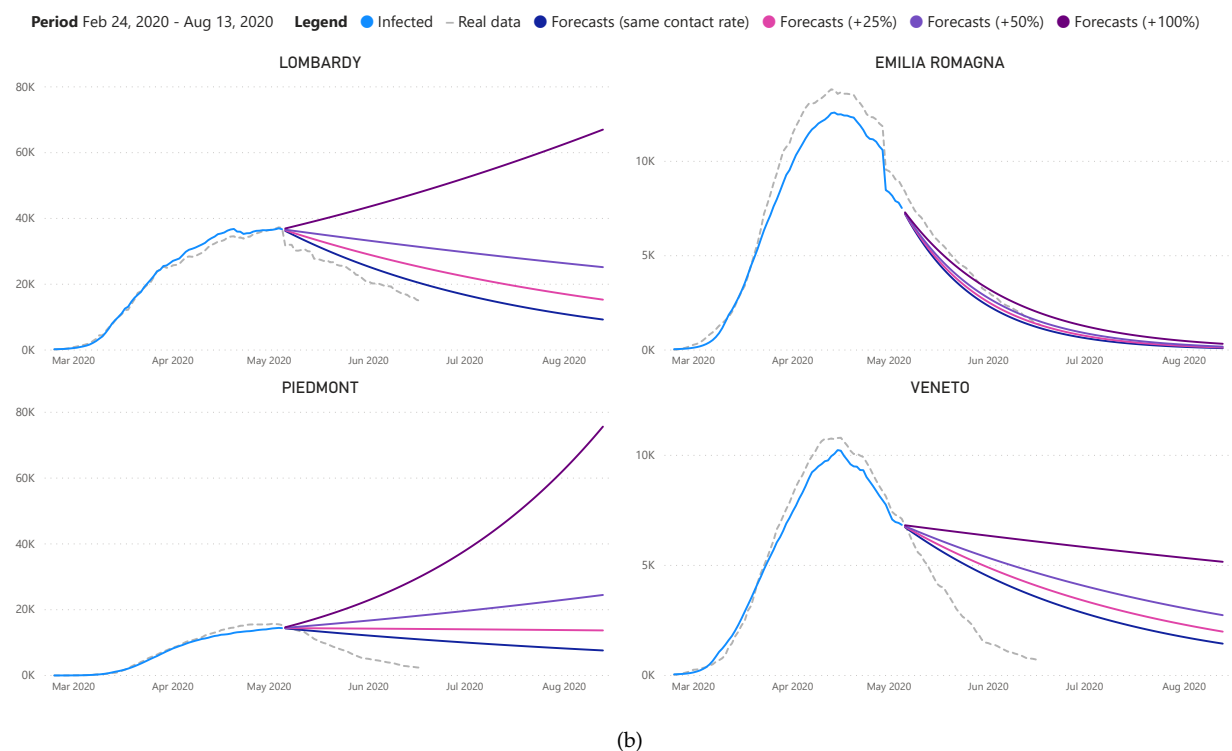 Period Feb 24, 2020 - Aug 13, 2020 Legend Infected Real data Forecasts (same contact rate) Forecasts (+25%) Forecasts (+50%) Forecasts (+100%)
LOMBARDY
80K
60K
40K
20K
0K
Mar 2020 Apr 2020 May 2020 Jun 2020 Jul 2020 Aug 2020
EMILIA ROMAGNA
10K
5K
0K
Mar 2020 Apr 2020 May 2020 Jun 2020 Jul 2020 Aug 2020
PIEDMONT
80K
60K
40K
20K
0K
Mar 2020 Apr 2020 May 2020 Jun 2020 Jul 2020 Aug 2020
VENETO
10K
5K
0K
Mar 2020 Apr 2020 May 2020 Jun 2020 Jul 2020 Aug 2020
(b)